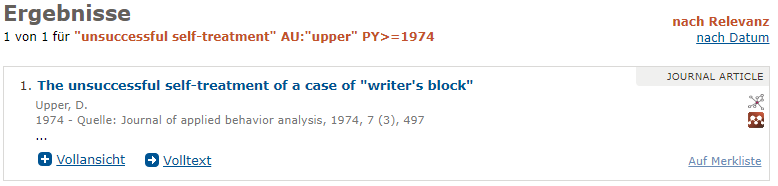 Ergebnisse
1 von 1 für "unsuccessful self-treatment" AU:"upper" PY>=1974
nach Relevanz
nach Datum
JOURNAL ARTICLE
1. The unsuccessful self-treatment of a case of "writer's block"
Upper, D.
1974 - Quelle: Journal of applied behavior analysis, 1974, 7 (3), 497
...
Vollansicht Volltext
Auf Merkliste